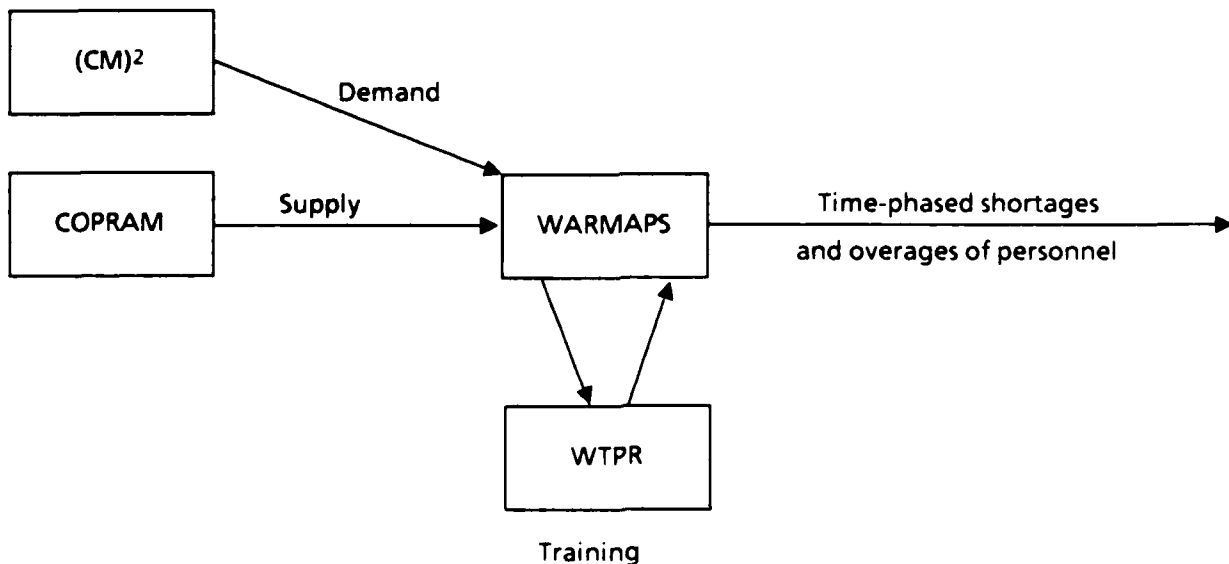 (CM)²
Demand
COPRAM
Supply
WARMAPS
Time-phased shortages
and overages of personnel
WTPR
Training